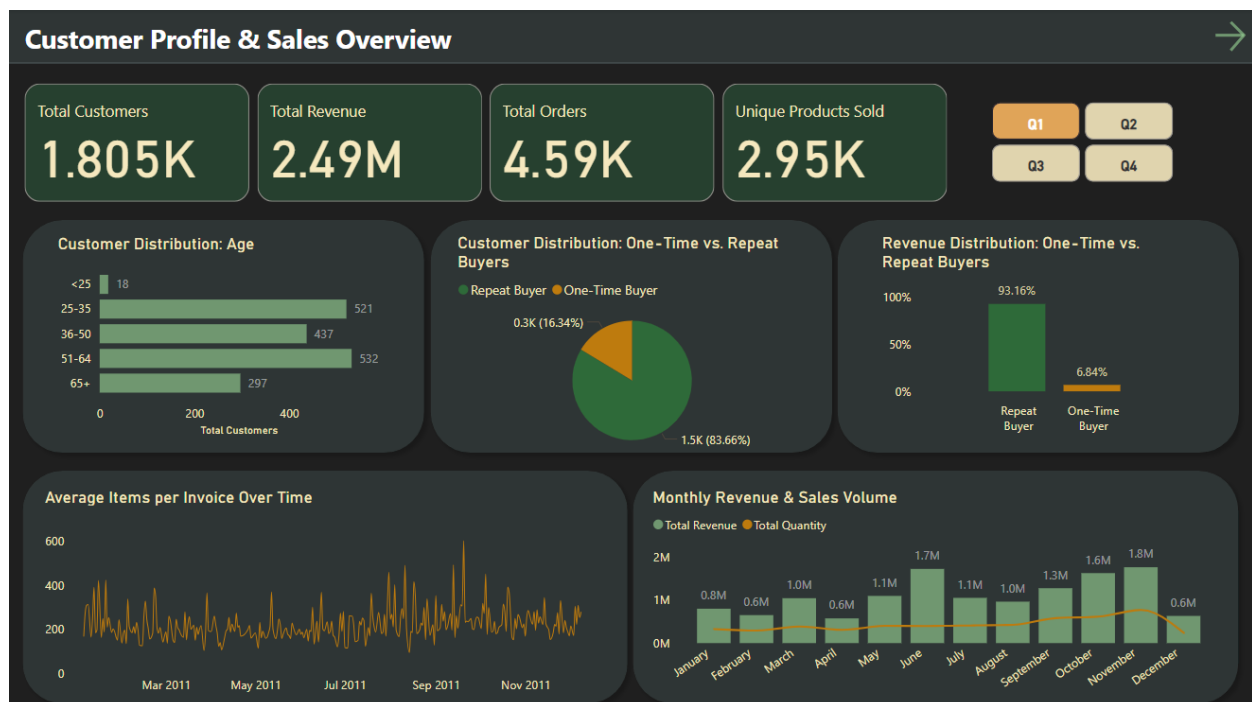 Customer Profile & Sales Overview
Total Customers
1.805K
Total Revenue
2.49M
Total Orders
4.59K
Unique Products Sold
2.95K
Q1
Q2
Q3
Q4
Customer Distribution: Age
<25
18
25-35
521
36-50
437
51-64
532
65+
297
0
200
400
Total Customers
Customer Distribution: One-Time vs. Repeat
Buyers
Repeat Buyer
One-Time Buyer
0.3K (16.34%)
1.5K (83.66%)
Revenue Distribution: One-Time vs.
Repeat Buyers
100%
50%
0%
93.16%
6.84%
Repeat
Buyer
One-Time
Buyer
Average Items per Invoice Over Time
600
400
200
0
Mar 2011
May 2011
Jul 2011
Sep 2011
Nov 2011
Monthly Revenue & Sales Volume
Total Revenue
Total Quantity
2M
1M
0M
0.8M
0.6M
1.0M
0.6M
1.1M
1.7M
1.1M
1.0M
1.3M
1.6M
1.8M
0.6M
January
February
March
April
May
June
July
August
September
October
November
December